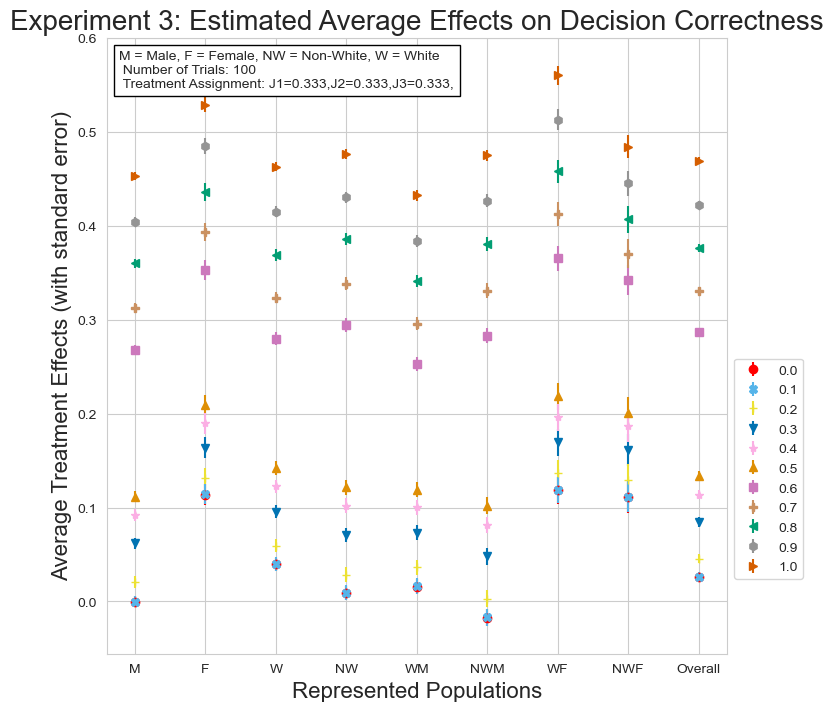 Experiment 3: Estimated Average Effects on Decision Correctness
M = Male, F = Female, NW = Non-White, W = White
Number of Trials: 100
Treatment Assignment: J1=0.333,J2=0.333,J3=0.333,
Average Treatment Effects (with standard error)
0.6
0.5
0.4
0.3
0.2
0.1
0.0
M F W NW WM NWM WF NWF Overall
Represented Populations
0.0
0.1
0.2
0.3
0.4
0.5
0.6
0.7
0.8
0.9
1.0